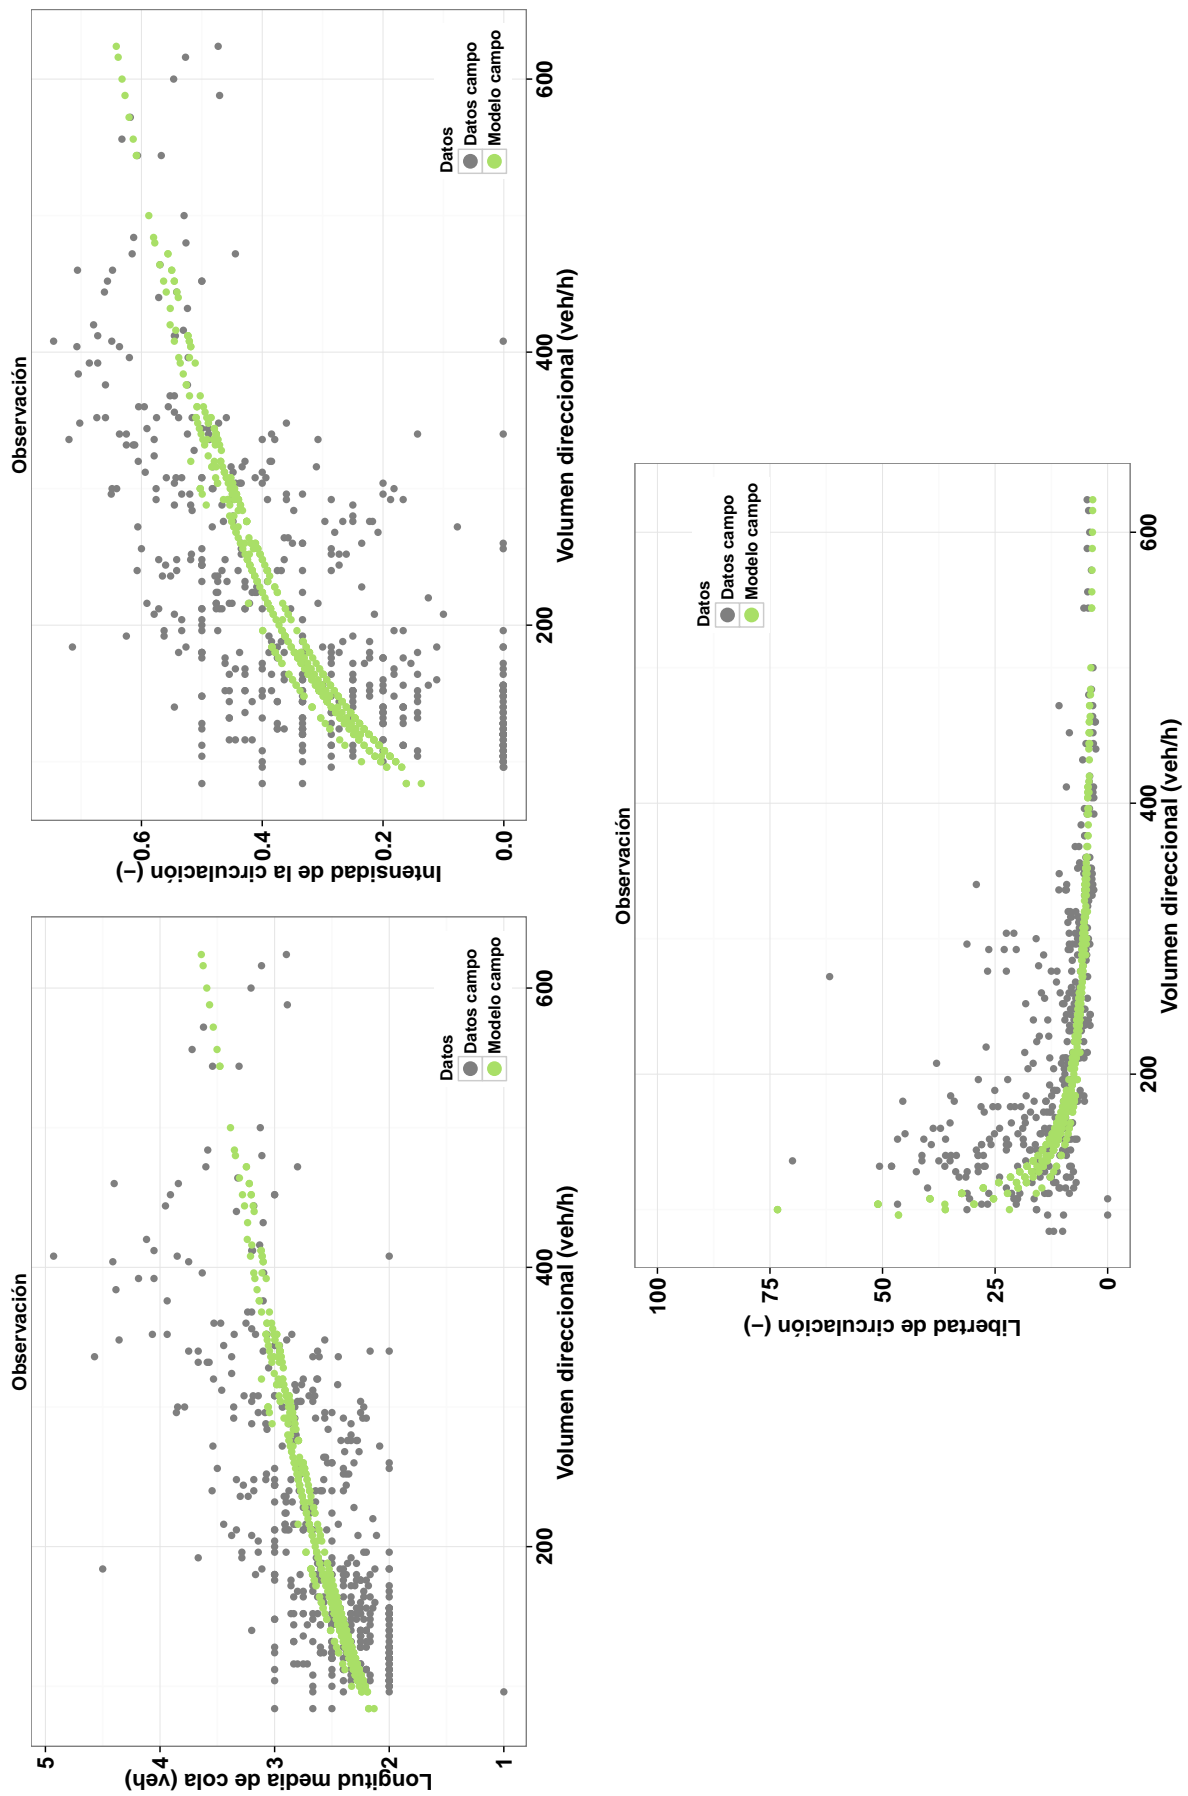 Observación
5
4
3
2
1
Longitud media de cola (veh)
200
400
600
Volumen direccional (veh/h)
Datos
Datos campo
Modelo campo
Observación
0.6
0.4
0.2
0.0
Intensidad de la circulación (−)
200
400
600
Volumen direccional (veh/h)
Datos
Datos campo
Modelo campo
Observación
100
75
50
25
0
Libertad de circulación (−)
200
400
600
Volumen direccional (veh/h)
Datos
Datos campo
Modelo campo